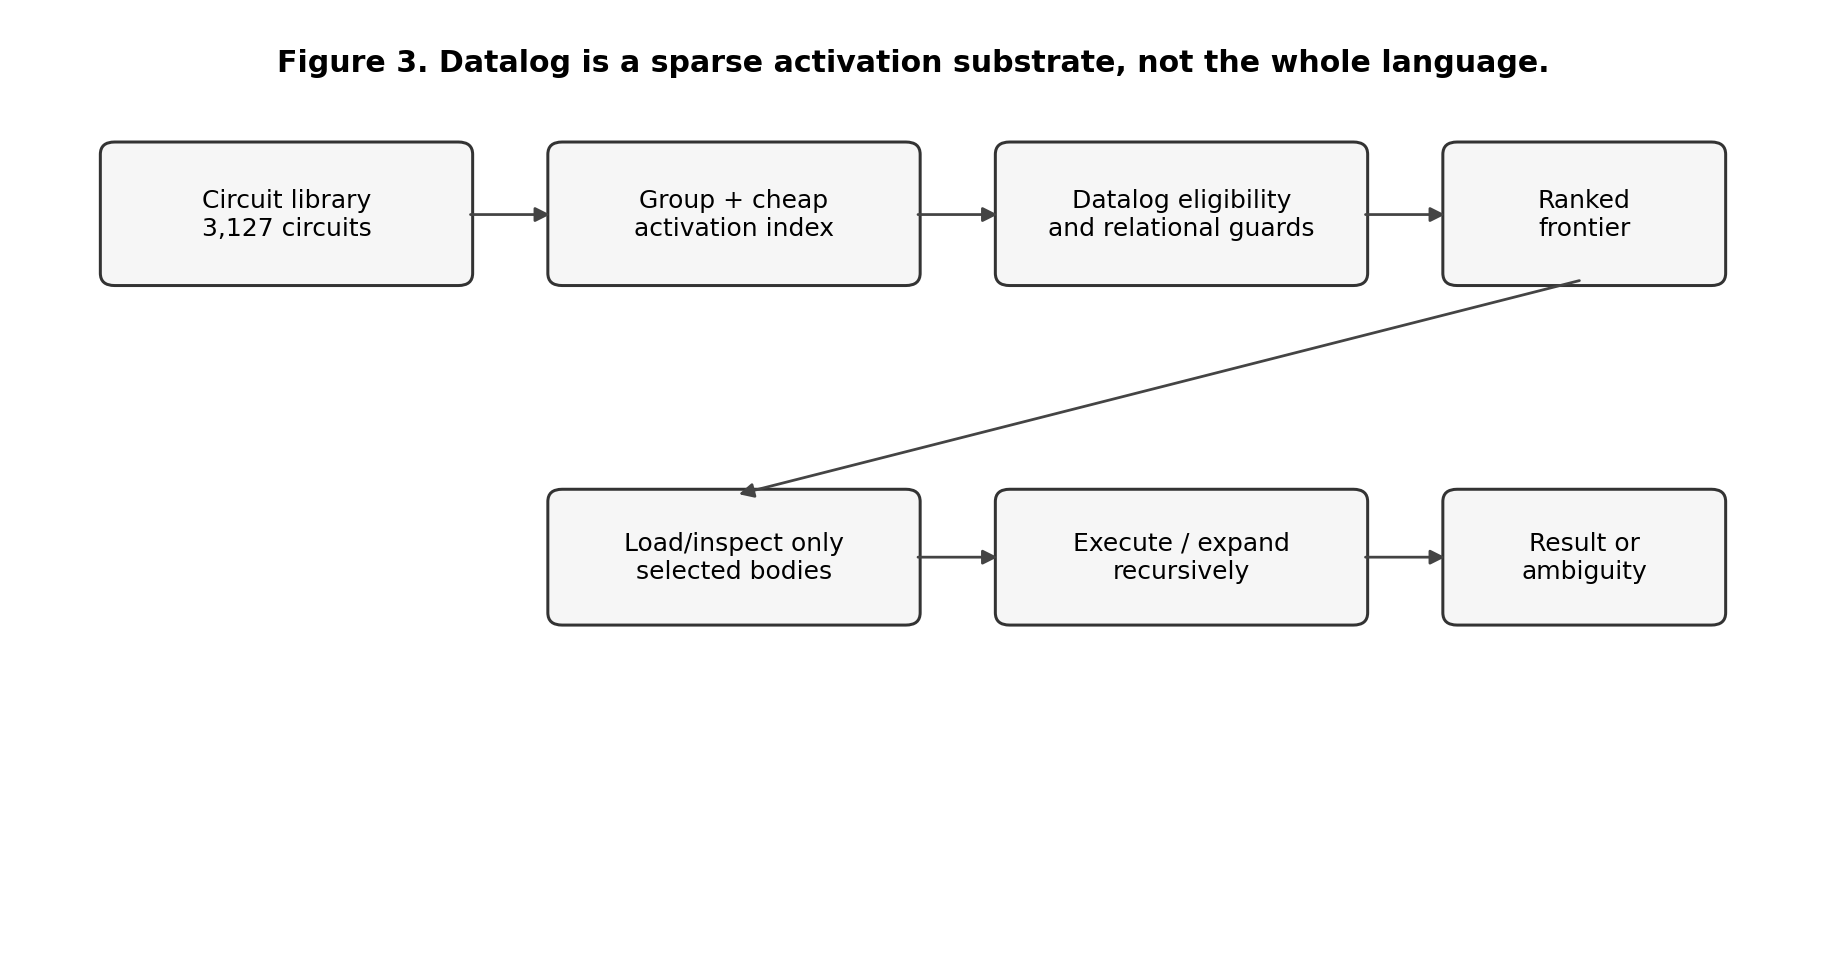 Figure 3. Datalog is a sparse activation substrate, not the whole language.
Circuit library
3,127 circuits
Group + cheap
activation index
Datalog eligibility
and relational guards
Ranked
frontier
Load/inspect only
selected bodies
Execute / expand
recursively
Result or
ambiguity